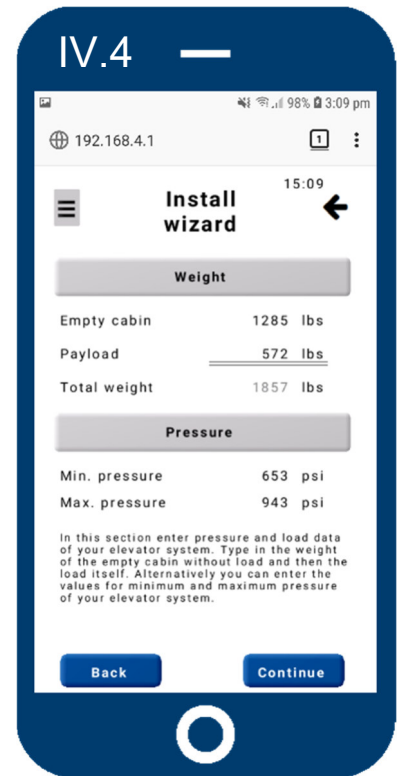 IV.4
98% 3:09 pm
192.168.4.1 1
15:09
Install
wizard
Weight
Empty cabin 1285 lbs
Payload 572 lbs
Total weight 1857 lbs
Pressure
Min. pressure 653 psi
Max. pressure 943 psi
In this section enter pressure and load data
of your elevator system. Type in the weight
of the empty cabin without load and then the
load itself. Alternatively you can enter the
values for minimum and maximum pressure
of your elevator system.
Back Continue